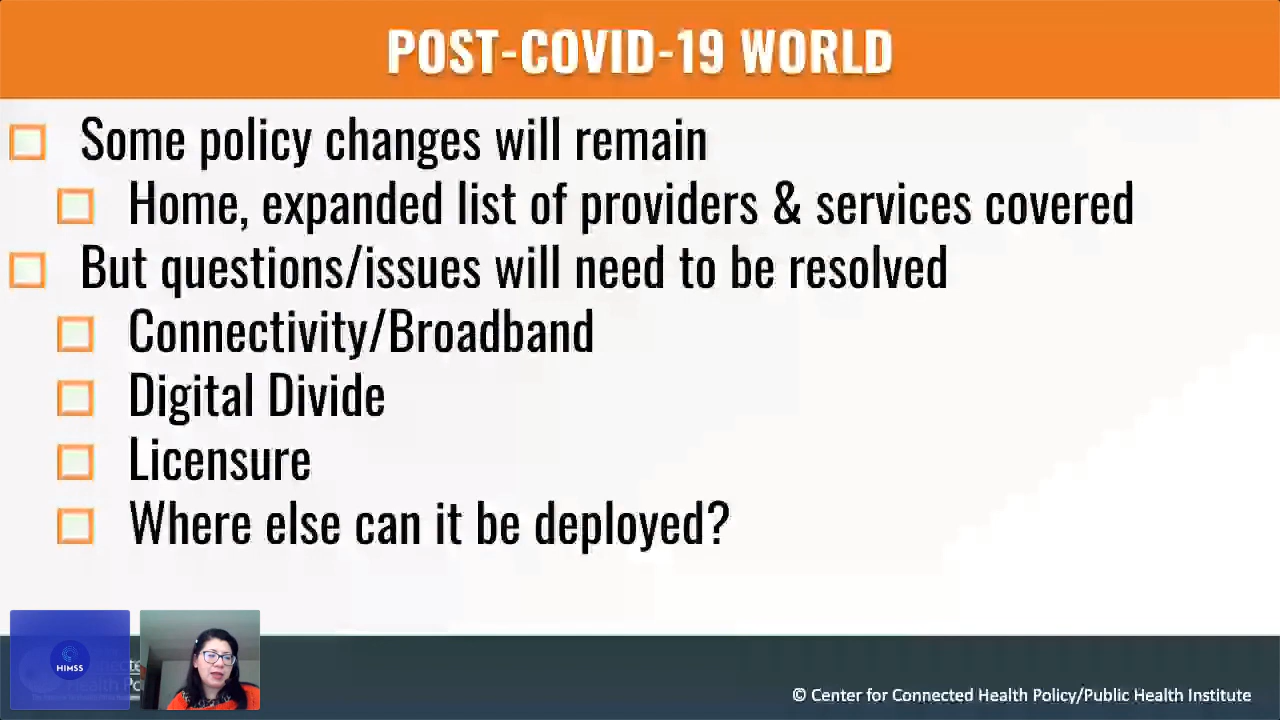 POST-COVID-19 WORLD
Some policy changes will remain
Home, expanded list of providers & services covered
But questions/issues will need to be resolved
Connectivity/Broadband
Digital Divide
Licensure
Where else can it be deployed?
HIMSS
© Center for Connected Health Policy/Public Health Institute